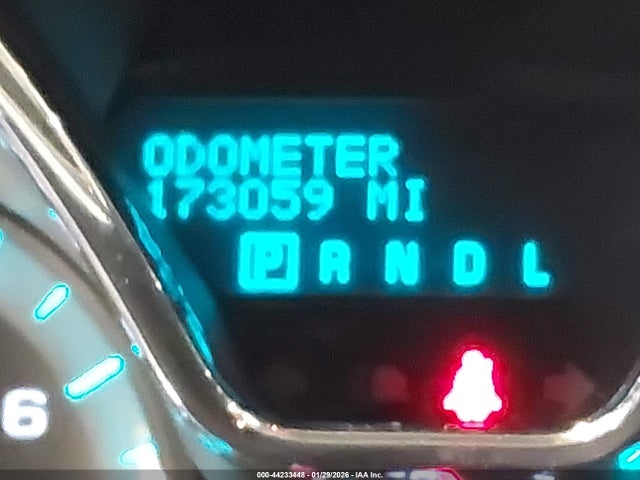 ODOMETER
173059 MI
P R N D L
6
000-44233448 - 01/29/2026 - IAA Inc.